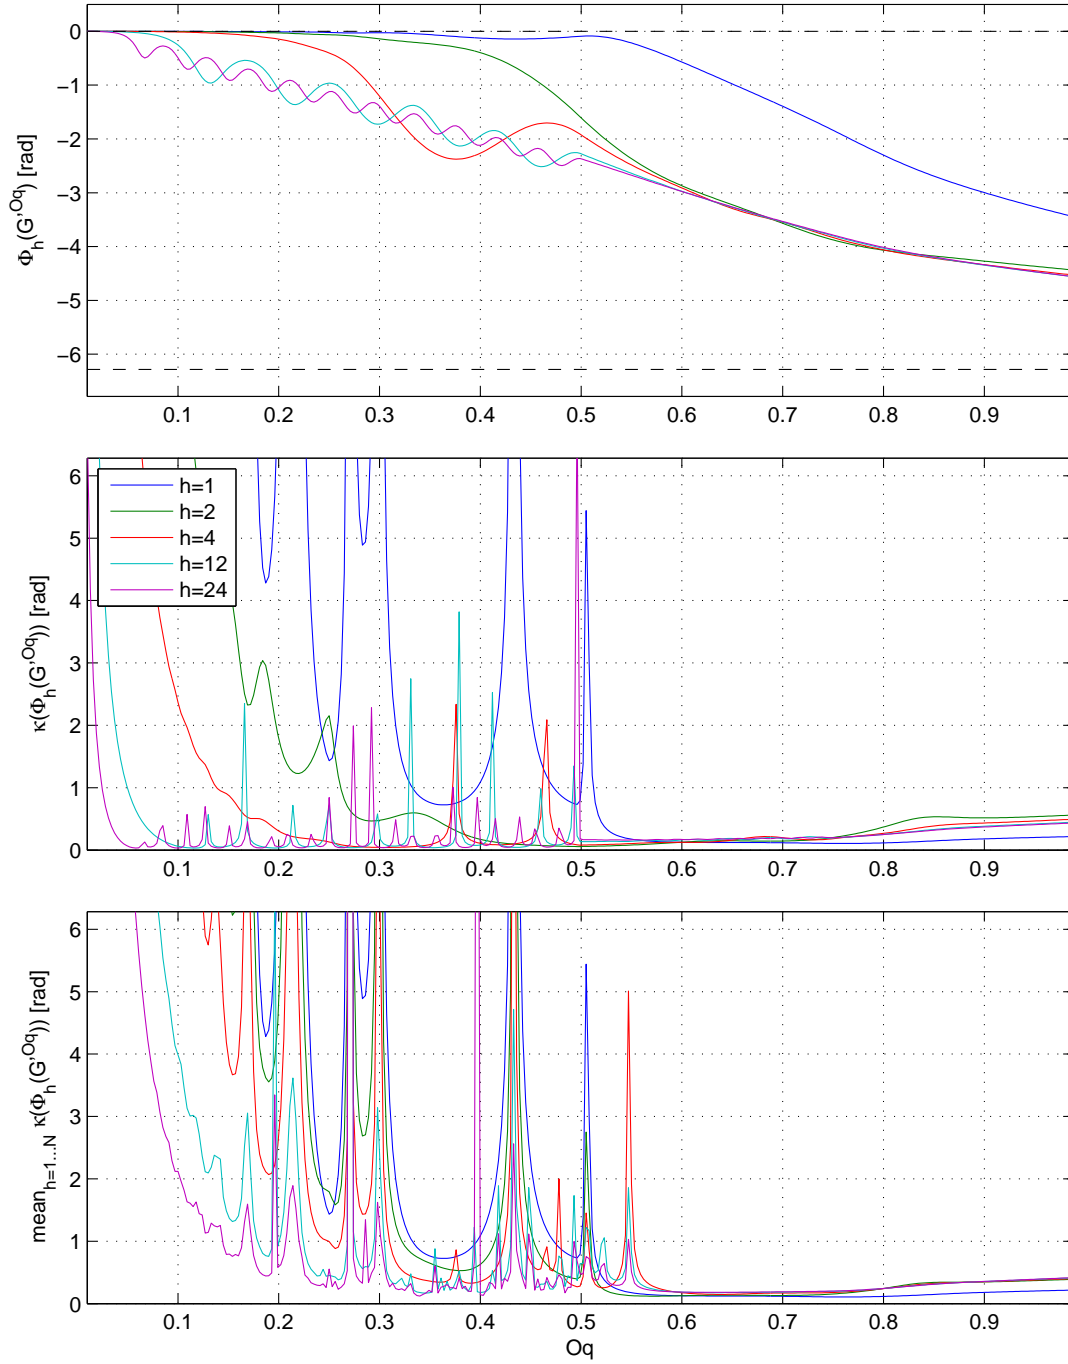 0
−1
−2
−3
−4
−5
−6
Φh(G'Oq) [rad]
0.1 0.2 0.3 0.4 0.5 0.6 0.7 0.8 0.9
6
5
4
3
2
1
0
κ(Φh(G'Oq)) [rad]
h=1
h=2
h=4
h=12
h=24
0.1 0.2 0.3 0.4 0.5 0.6 0.7 0.8 0.9
6
5
4
3
2
1
0
meanh=1...N κ(Φh(G'Oq)) [rad]
0.1 0.2 0.3 0.4 0.5 0.6 0.7 0.8 0.9
Oq